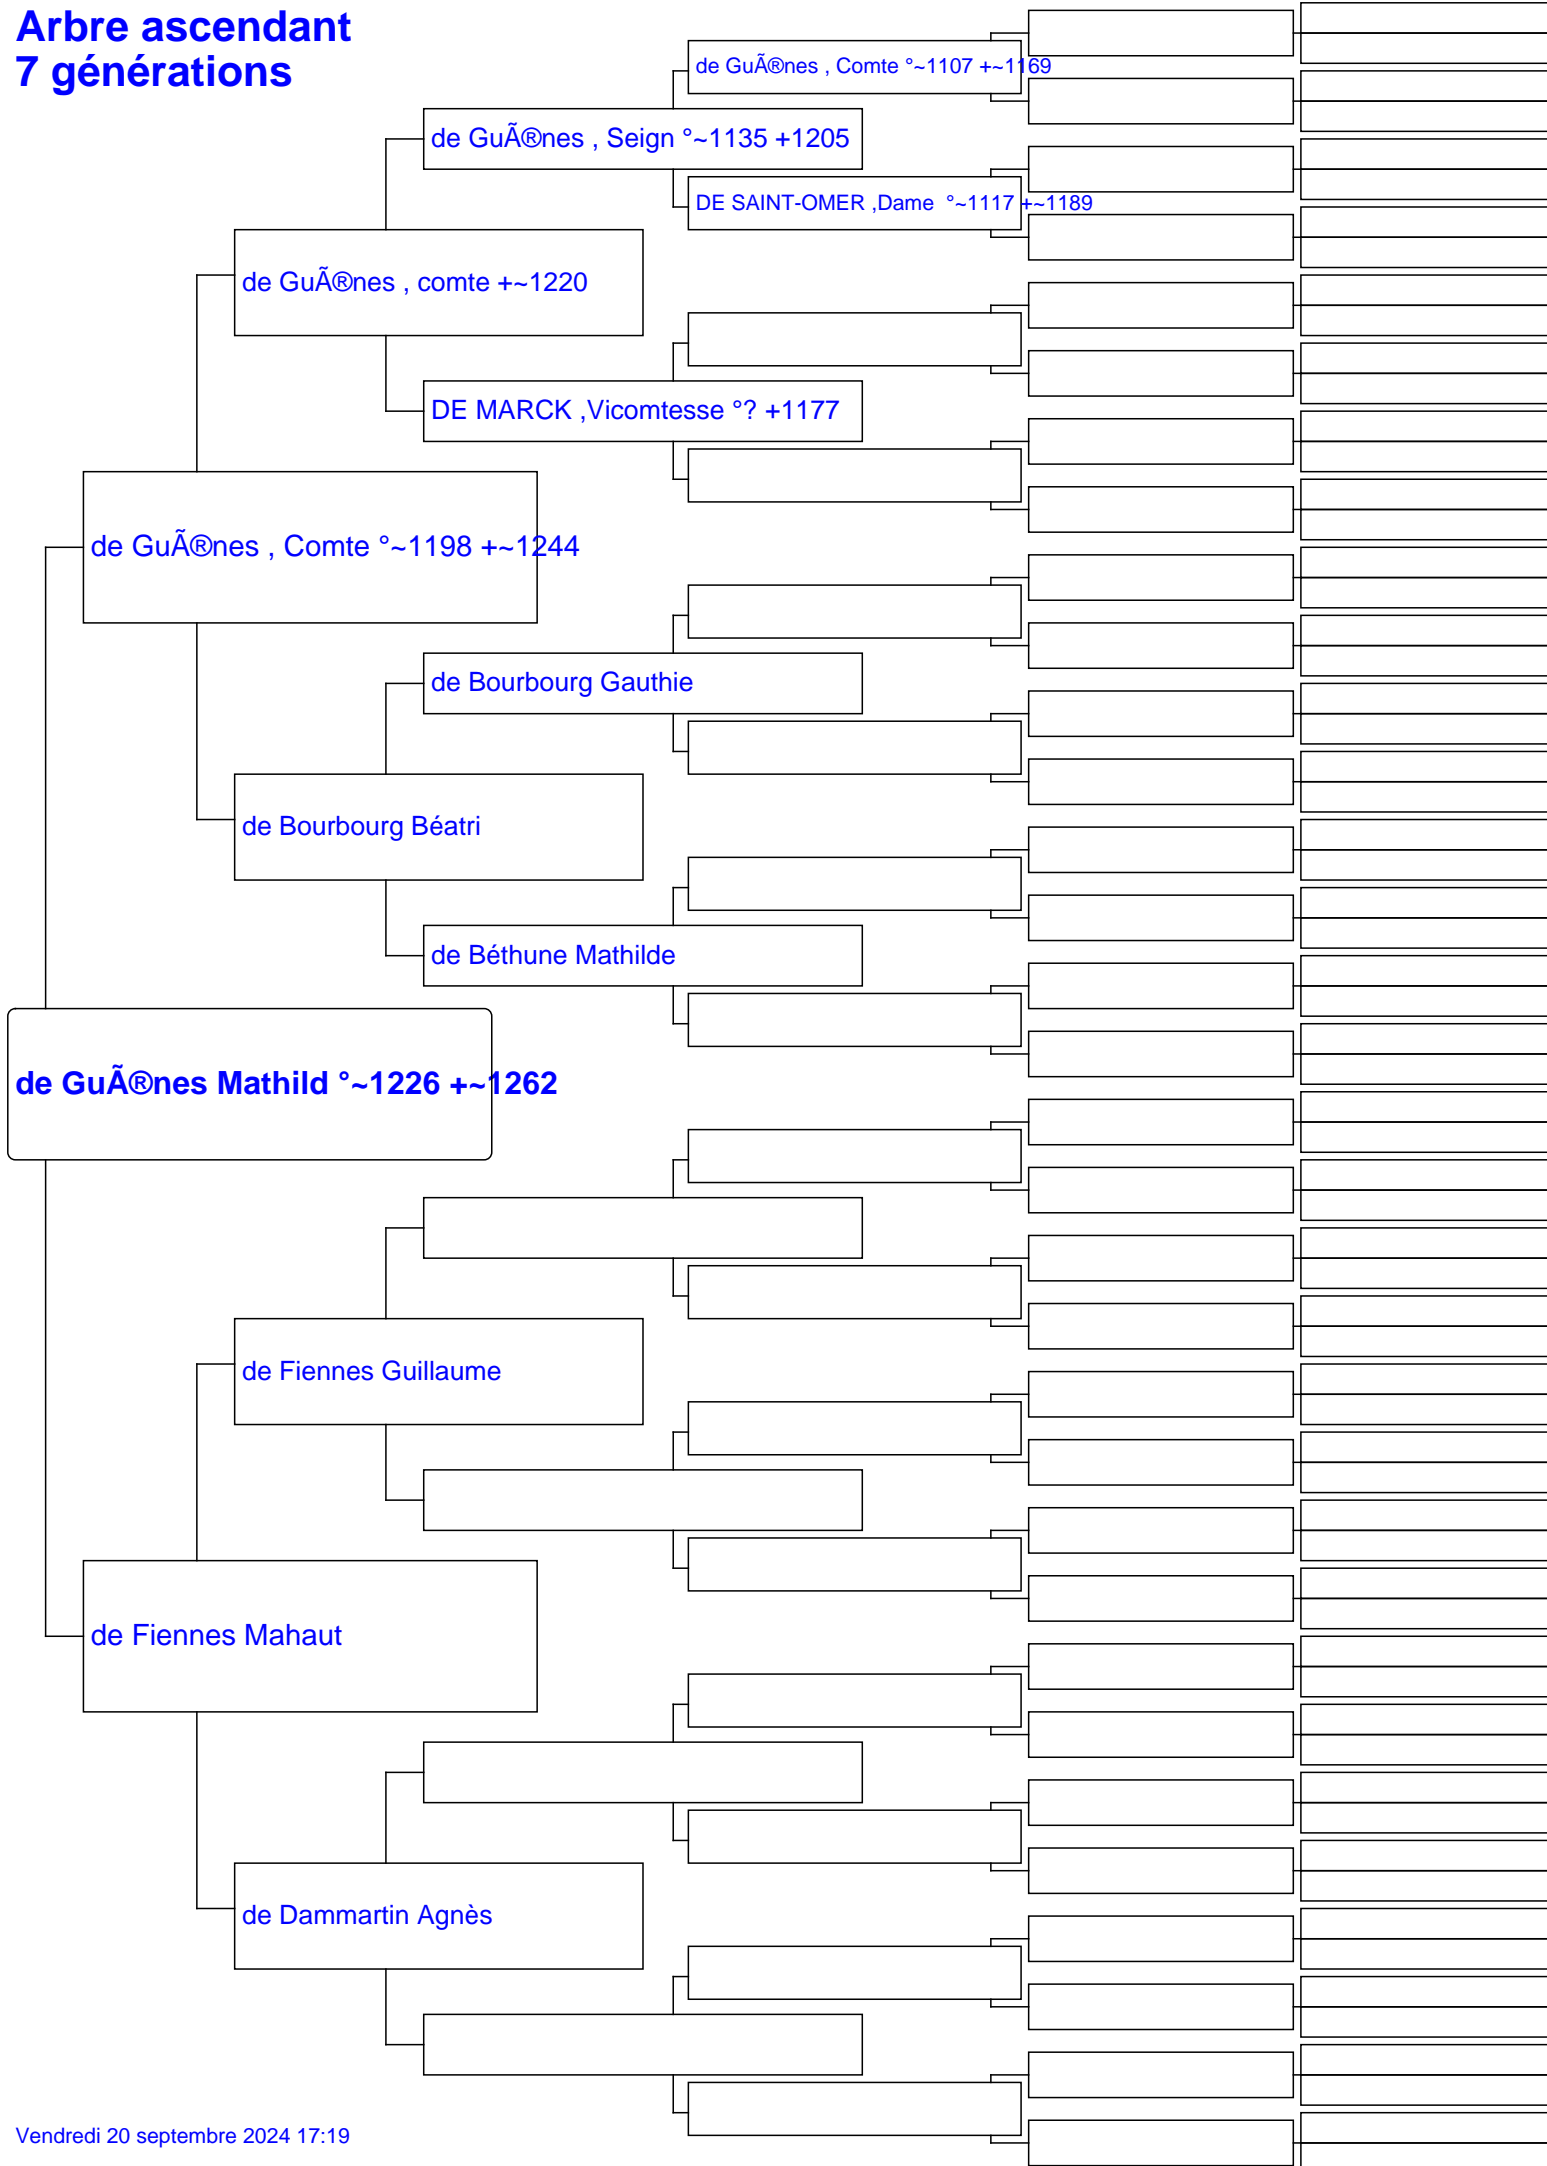 Arbre ascendant
7 générations
de GuÃ®nes , Comte °~1107 +~1169
de GuÃ®nes , Seign °~1135 +1205
DE SAINT-OMER ,Dame  °~1117 +~1189
de GuÃ®nes , comte +~1220
DE MARCK ,Vicomtesse °? +1177
de GuÃ®nes , Comte °~1198 +~1244
de Bourbourg Gauthie
de Bourbourg Béatri
de Béthune Mathilde
de GuÃ®nes Mathild °~1226 +~1262
de Fiennes Guillaume
de Fiennes Mahaut
de Dammartin Agnès
Vendredi 20 septembre 2024 17:19